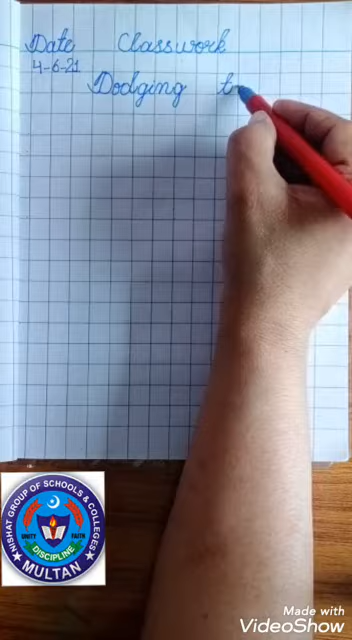 Date Classwork
4-6-21
Dodging t
NISHAT GROUP OF SCHOOLS & COLLEGES
UNITY
FAITH
DISCIPLINE
★ MULTAN ★
Made with
VideoShow